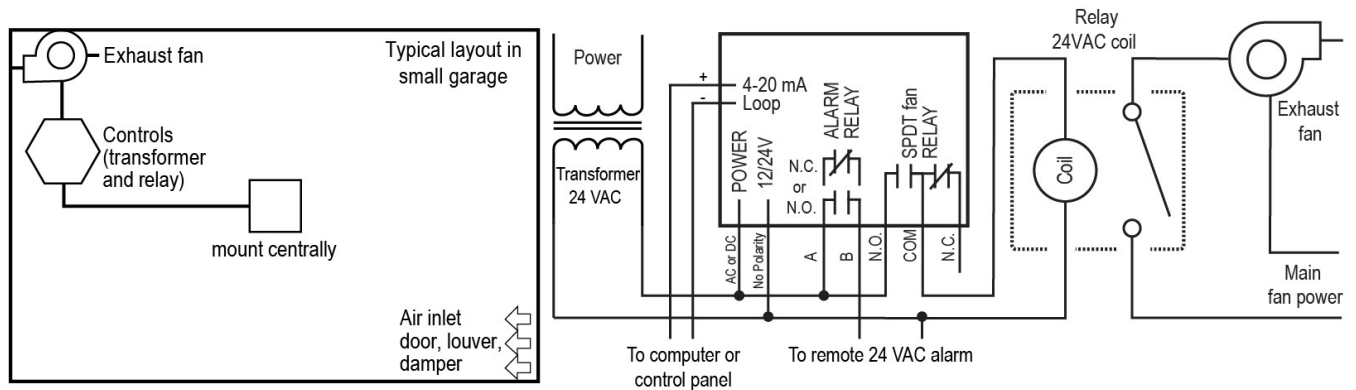 Exhaust fan
Typical layout in
small garage
Controls
(transformer
and relay)
mount centrally
Air inlet
door, louver,
damper
Power
Transformer
24 VAC
+
-
4-20 mA
Loop
POWER
12/24V
ALARM
RELAY
N.C.
or
N.O.
SPDT fan
RELAY
AC or DC
No Polarity
A
B
N.O.
COM
N.C.
To computer or
control panel
To remote 24 VAC alarm
Relay
24VAC coil
Coil
Exhaust
fan
Main
fan power